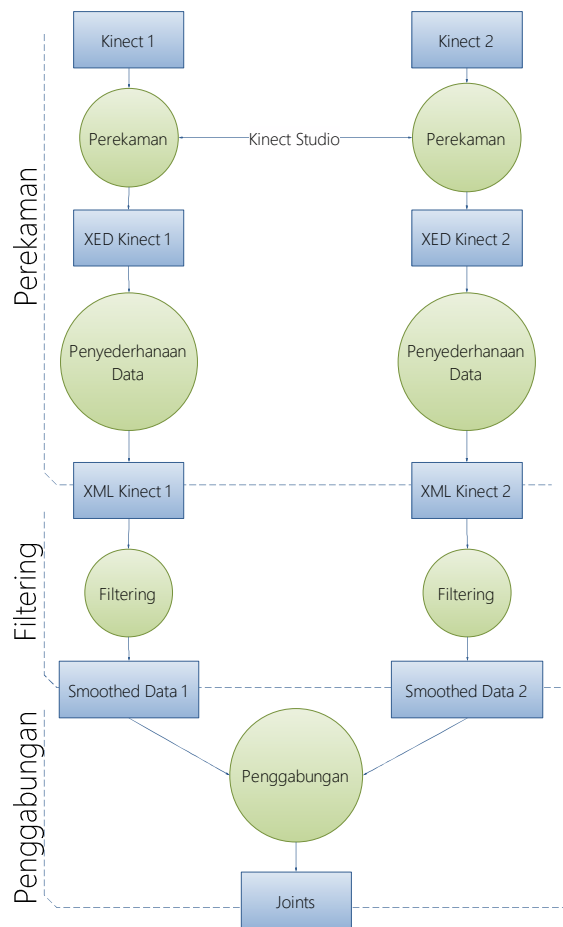 Kinect 1
Kinect 2
Perekaman
Kinect Studio
Perekaman
Perekaman
XED Kinect 1
XED Kinect 2
Penyederhanaan
Data
Penyederhanaan
Data
XML Kinect 1
XML Kinect 2
Filtering
Filtering
Filtering
Smoothed Data 1
Smoothed Data 2
Penggabungan
Penggabungan
Joints